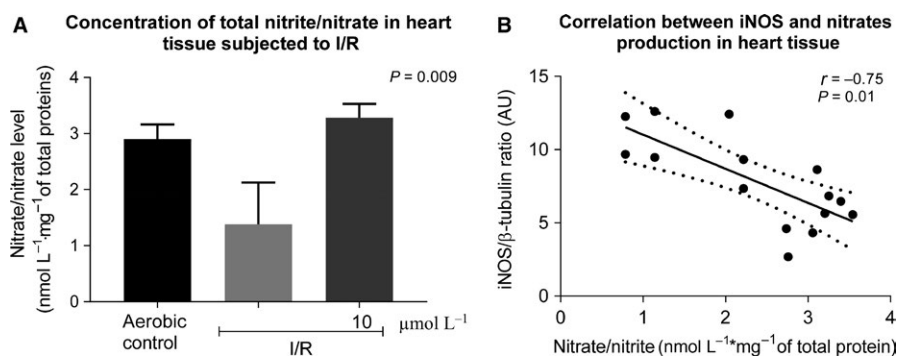 A
Concentration of total nitrite/nitrate in heart
tissue subjected to I/R
P = 0.009
Nitrate/nitrate level
(nmol L⁻¹·mg⁻¹ of total proteins)
4
3
2
1
0
Aerobic
control
10 μmol L⁻¹
I/R
B
Correlation between iNOS and nitrates
production in heart tissue
r = –0.75
P = 0.01
iNOS/β-tubulin ratio (AU)
15
10
5
0
0 1 2 3 4
Nitrate/nitrite (nmol L⁻¹*mg⁻¹ of total protein)